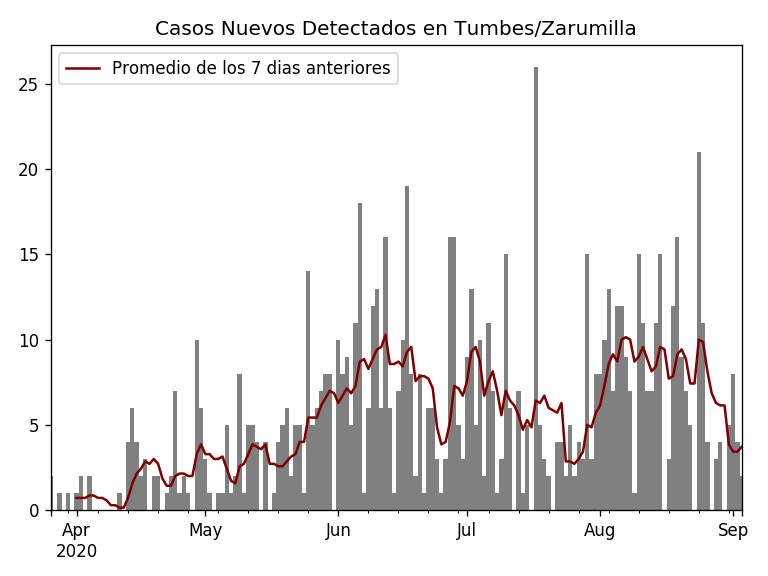 Casos Nuevos Detectados en Tumbes/Zarumilla
Promedio de los 7 dias anteriores
25
20
15
10
5
0
Apr May Jun Jul Aug Sep
2020